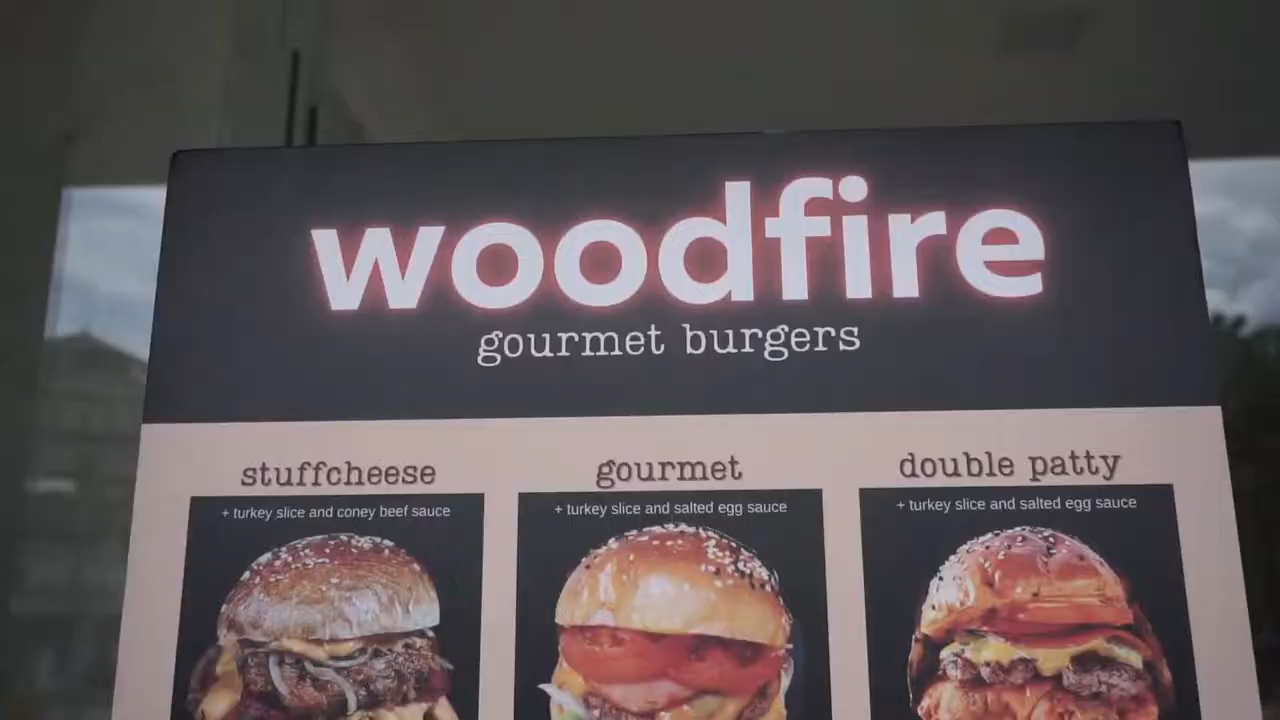 woodfire
gourmet burgers
stuffcheese
+ turkey slice and coney beef sauce
gourmet
+ turkey slice and salted egg sauce
double patty
+ turkey slice and salted egg sauce